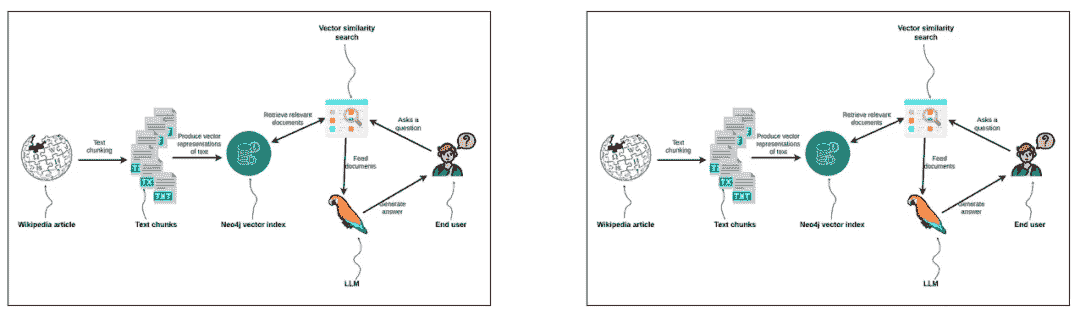 Vector similarity
search
Retrieve relevant
documents
Asks a
question
Text
chunking
Produce vector
representations
of text
Feed
documents
Generate
answer
TXT
Wikipedia article
Text chunks
Neo4j vector index
End user
LLM
Vector similarity
search
Retrieve relevant
documents
Asks a
question
Text
chunking
Produce vector
representations
of text
Feed
documents
Generate
answer
TXT
Wikipedia article
Text chunks
Neo4j vector index
End user
LLM